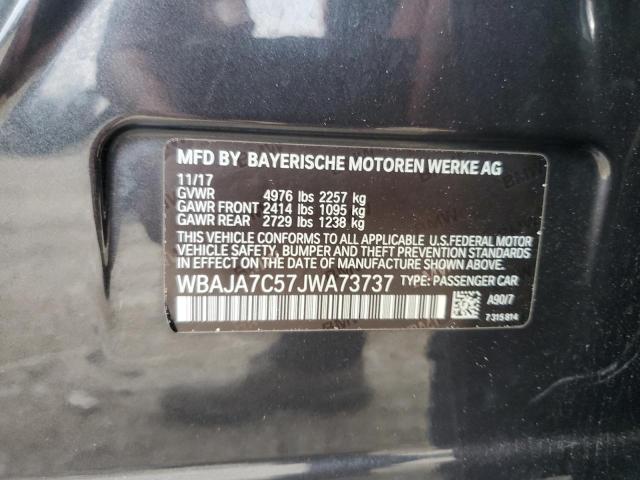 MFD BY BAYERISCHE MOTOREN WERKE AG
11/17
GVWR 4976 lbs 2257 kg
GAWR FRONT 2414 lbs 1095 kg
GAWR REAR 2729 lbs 1238 kg
THIS VEHICLE CONFORMS TO ALL APPLICABLE U.S.FEDERAL MOTOR
VEHICLE SAFETY, BUMPER AND THEFT PREVENTION STANDARDS
IN EFFECT ON THE DATE OF MANUFACTURE SHOWN ABOVE.
WBAJA7C57JWA73737 TYPE: PASSENGER CAR
A90/7
7 315 814